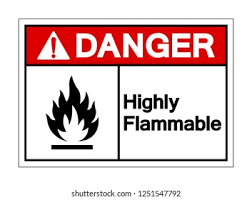 DANGER
Highly
Flammable
shutterstock.com • 1251547792